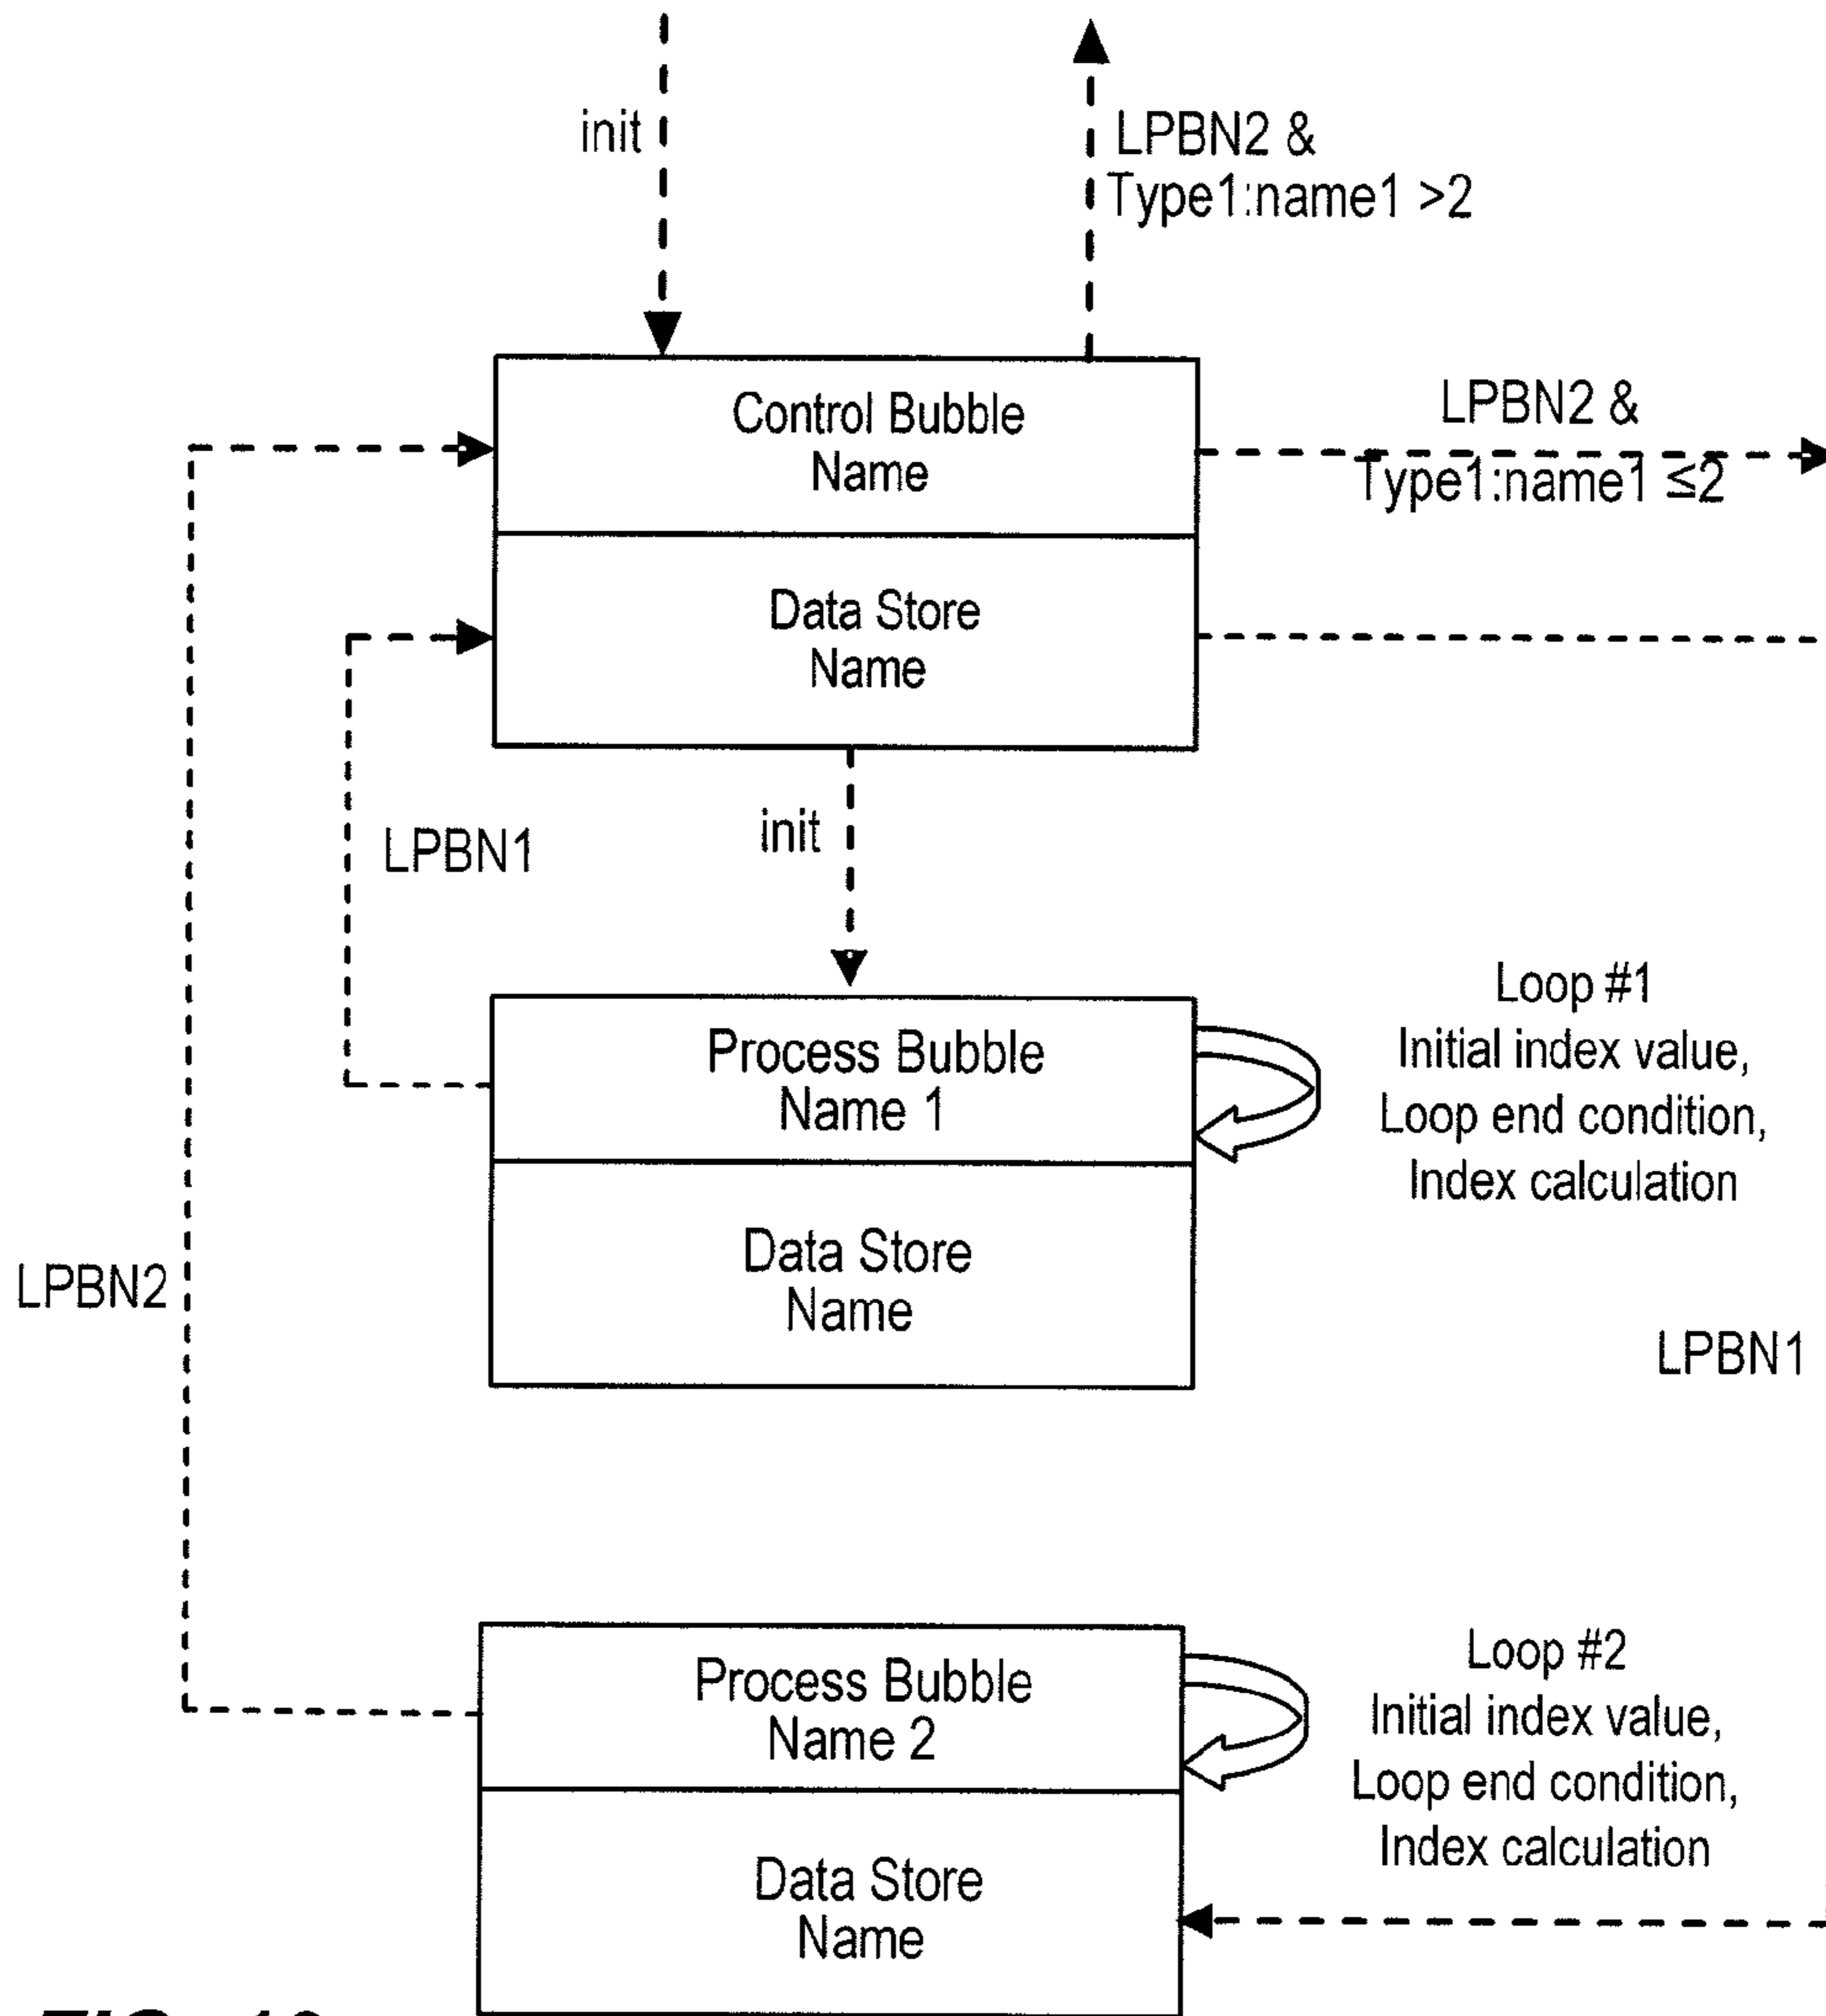 init
LPBN2 &
Type1:name1 >2
Control Bubble
Name
LPBN2 &
Type1:name1 ≤2
Data Store
Name
LPBN1
init
Process Bubble
Name 1
Loop #1
Initial index value,
Loop end condition,
Index calculation
Data Store
Name
LPBN2
LPBN1
Process Bubble
Name 2
Loop #2
Initial index value,
Loop end condition,
Index calculation
Data Store
Name